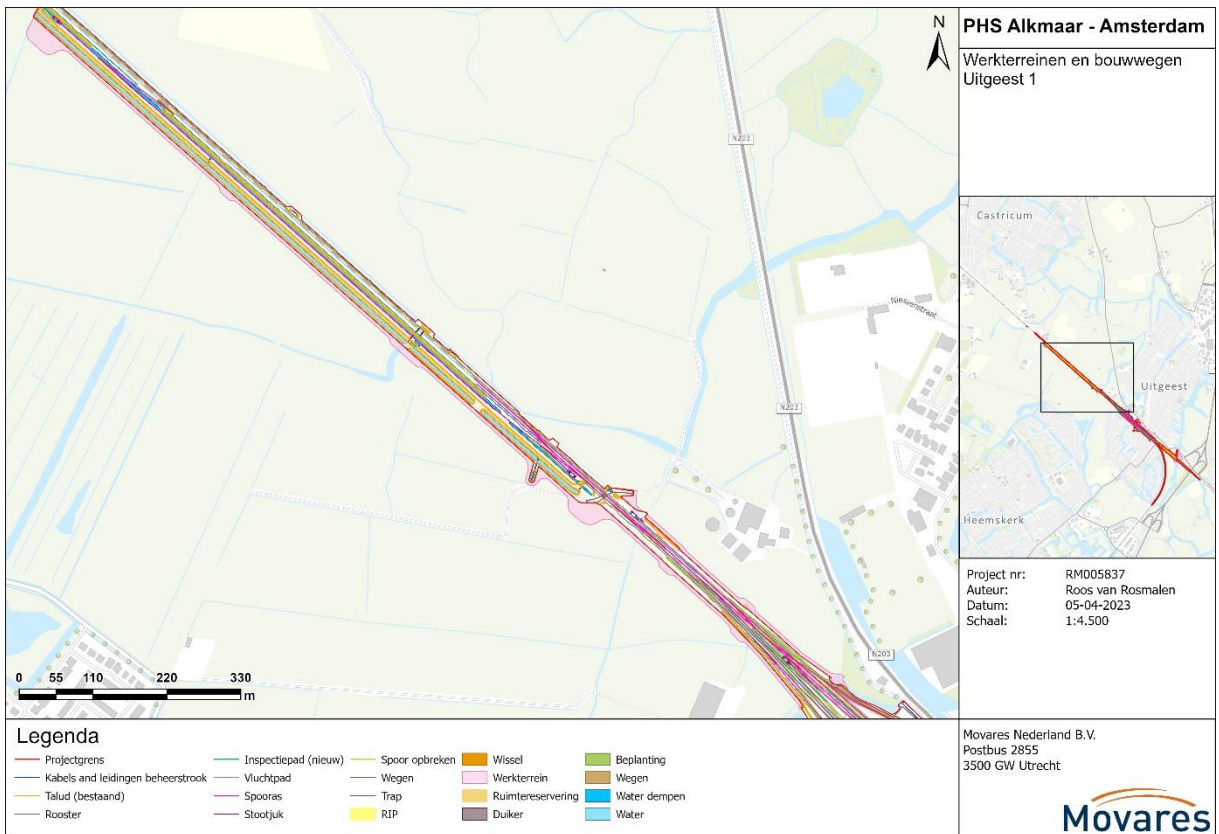 N
N203
Niesvenstraat
N203
N203
0 55 110 220 330
m
PHS Alkmaar - Amsterdam
Werkterreinen en bouwwegen
Uitgeest 1
Castricum
Uitgeest
Heemskerk
Project nr: RM005837
Auteur: Roos van Rosmalen
Datum: 05-04-2023
Schaal: 1:4.500
Legenda
Projectgrens
Kabels and leidingen beheerstrook
Talud (bestaand)
Rooster
Inspectiepad (nieuw)
Vluchtpad
Spooras
Stootjuk
Spoor opbreken
Wegen
Trap
RIP
Wissel
Werkterrein
Ruimtereservering
Duiker
Beplanting
Wegen
Water dempen
Water
Movares Nederland B.V.
Postbus 2855
3500 GW Utrecht
Movares